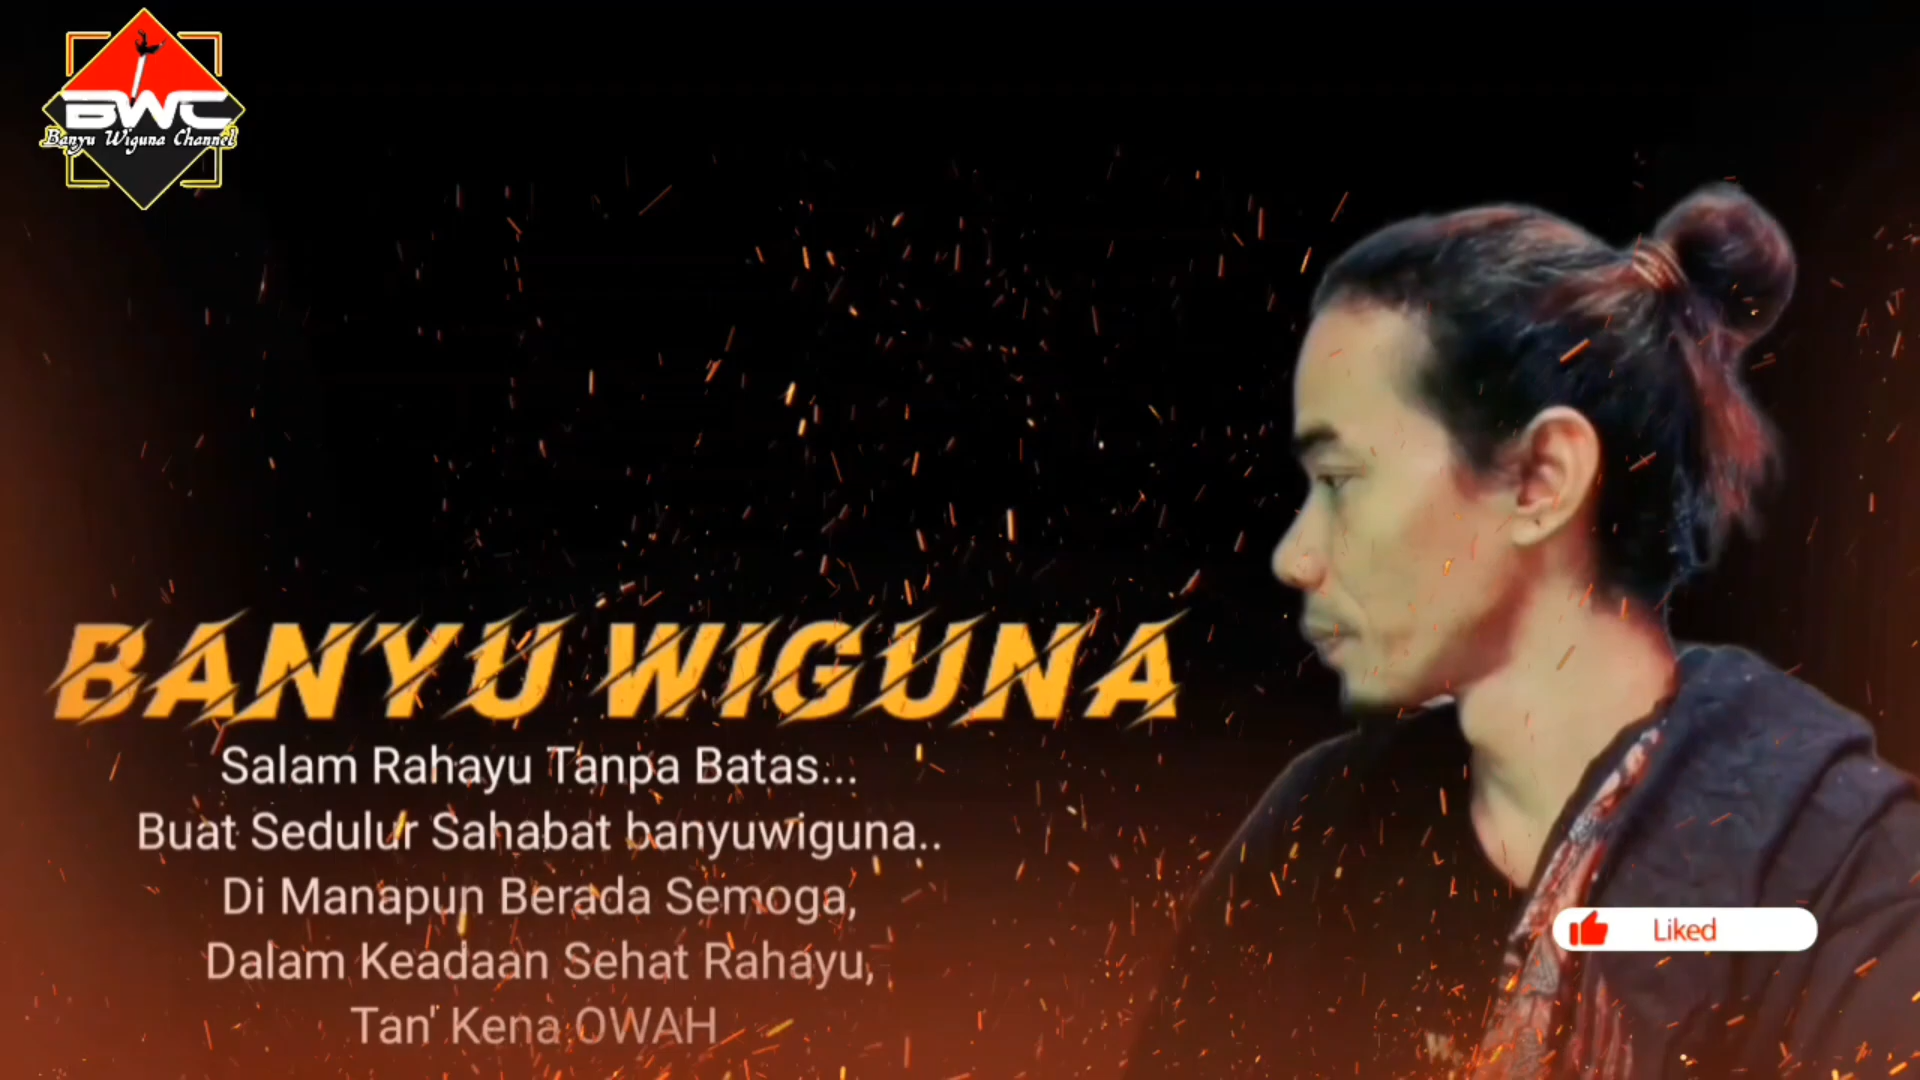 BWC
Banyu Wiguna Channel
BANYU WIGUNA
Salam Rahayu Tanpa Batas...
Buat Sedulur Sahabat banyuwiguna..
Di Manapun Berada Semoga,
Dalam Keadaan Sehat Rahayu,
Tan' Kena OWAH
Liked